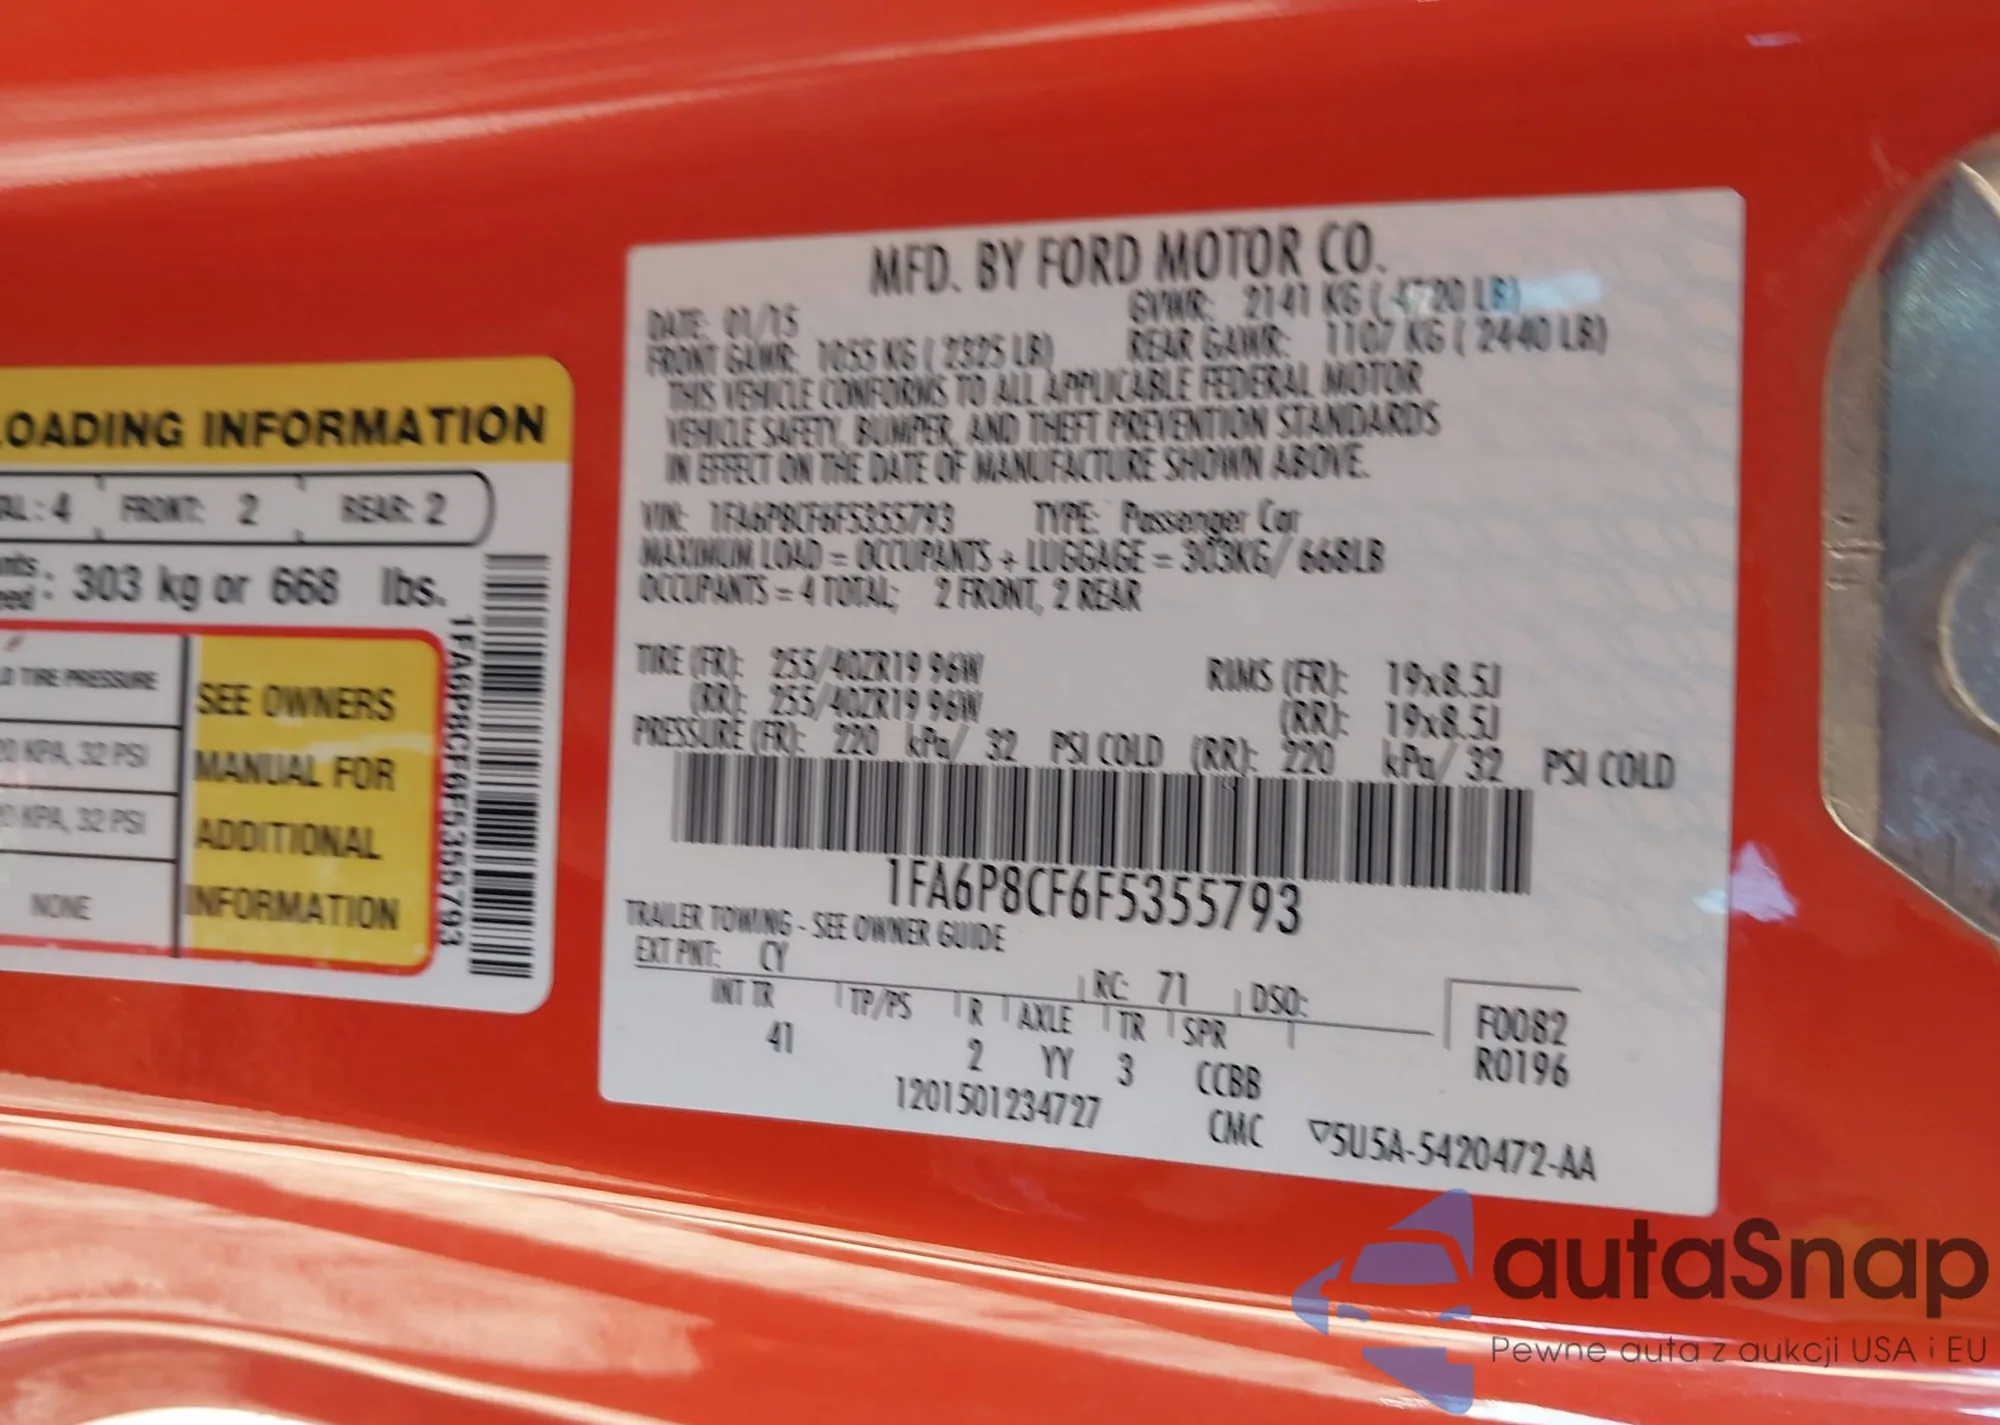 LOADING INFORMATION
AL: 4 FRONT: 2 REAR: 2
303 kg or 668 lbs.
TIRE PRESSURE
KPA, 32 PSI
KPA, 32 PSI
NONE
SEE OWNERS
MANUAL FOR
ADDITIONAL
INFORMATION
1FA6P8CF6F5355793
MFD. BY FORD MOTOR CO.
DATE: 01/15 GVWR: 2141 KG ( 4720 LB)
FRONT GAWR: 1055 KG ( 2325 LB) REAR GAWR: 1107 KG ( 2440 LB)
THIS VEHICLE CONFORMS TO ALL APPLICABLE FEDERAL MOTOR
VEHICLE SAFETY, BUMPER, AND THEFT PREVENTION STANDARDS
IN EFFECT ON THE DATE OF MANUFACTURE SHOWN ABOVE.
VIN: 1FA6P8CF6F5355793 TYPE: Passenger Car
MAXIMUM LOAD = OCCUPANTS + LUGGAGE = 303KG/ 668LB
OCCUPANTS = 4 TOTAL; 2 FRONT, 2 REAR
TIRE (FR): 255/40ZR19 96W RIMS (FR): 19x8.5J
(RR): 255/40ZR19 96W (RR): 19x8.5J
PRESSURE (FR): 220 kPa/ 32 PSI COLD (RR): 220 kPa/ 32 PSI COLD
1FA6P8CF6F5355793
TRAILER TOWING - SEE OWNER GUIDE
EXT PNT: CY RC: 71 DSO:
INT TR TP/PS R AXLE TR SPR F0082
41 2 YY 3 CCBB R0196
1201501234727 CMC ▽5U5A-5420472-AA
autaSnap
Pewne auta z aukcji USA i EU